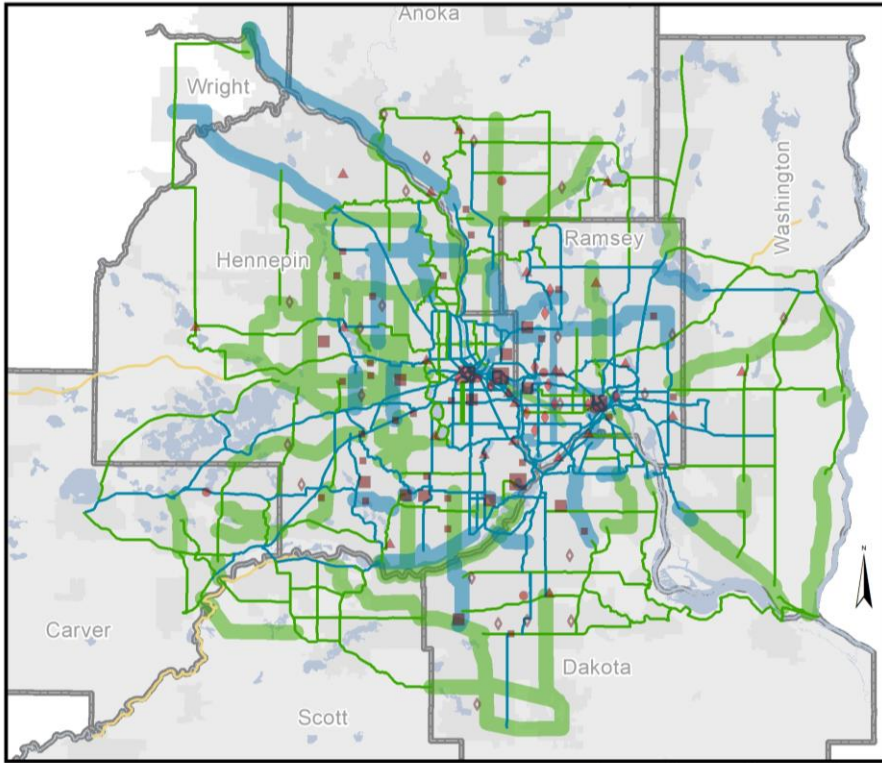 Anoka
Wright
Washington
Ramsey
Hennepin
N
Carver
Dakota
Scott